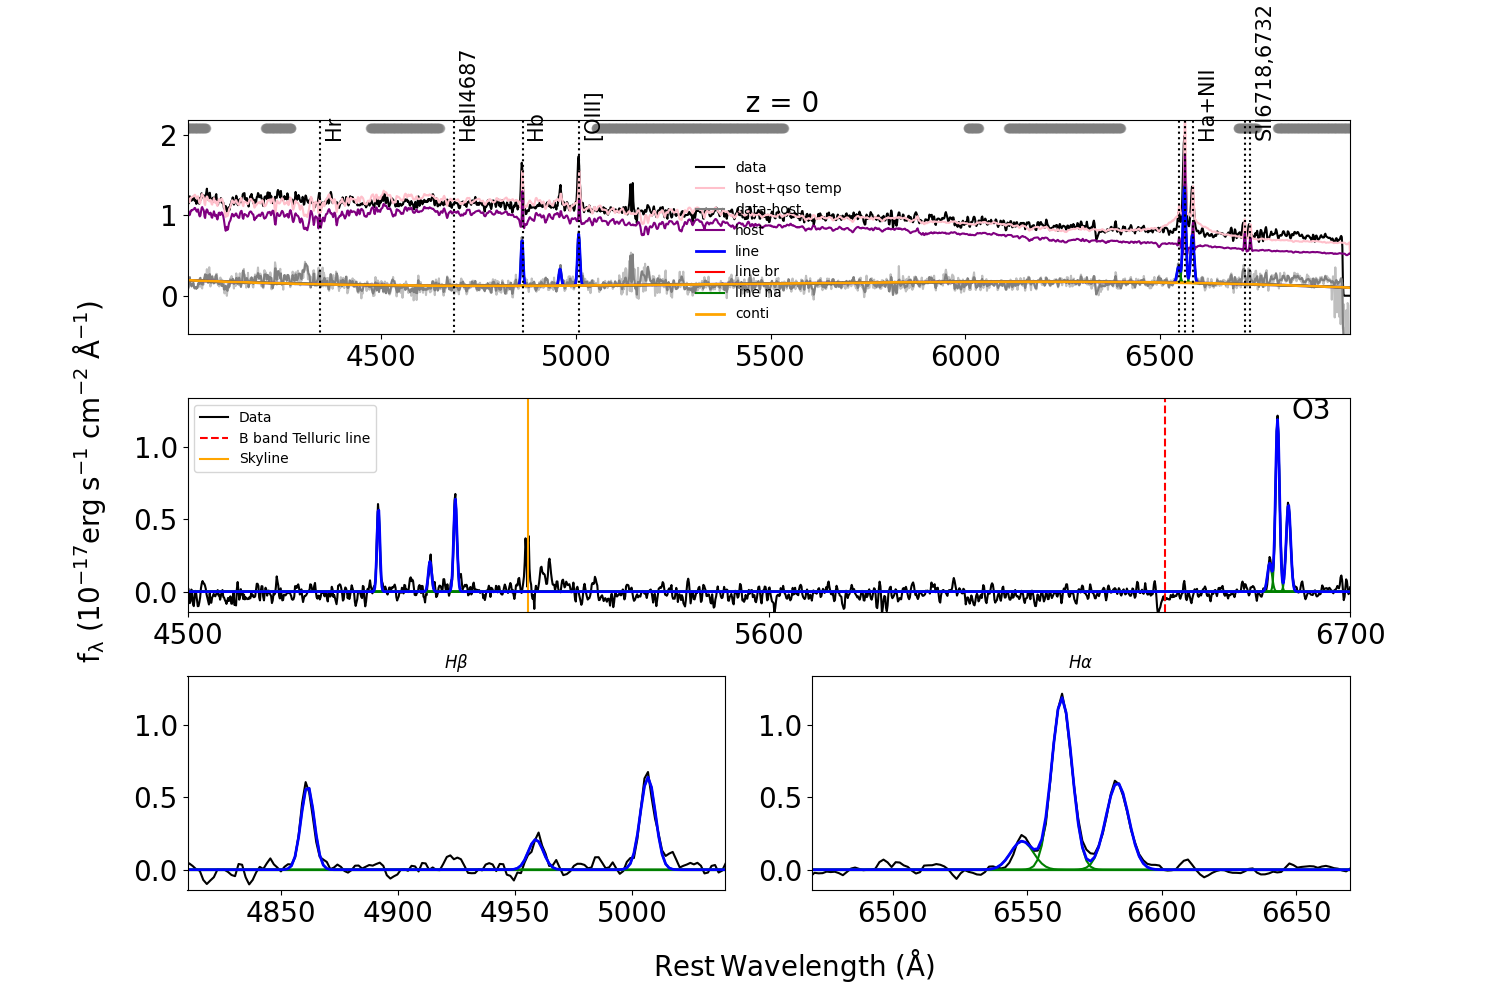 z = 0
Hr
HeII4687
Hb
[OIII]
Ha+NII
SII6718,6732
data
host+qso temp
data-host
host
line
line br
line na
conti
2
1
0
4500
5000
5500
6000
6500
f_λ (10^{-17}erg s^{-1} cm^{-2} Å^{-1})
Data
B band Telluric line
Skyline
O3
1.0
0.5
0.0
4500
5600
6700
Hβ
1.0
0.5
0.0
4850
4900
4950
5000
Hα
1.0
0.5
0.0
6500
6550
6600
6650
Rest Wavelength (Å)